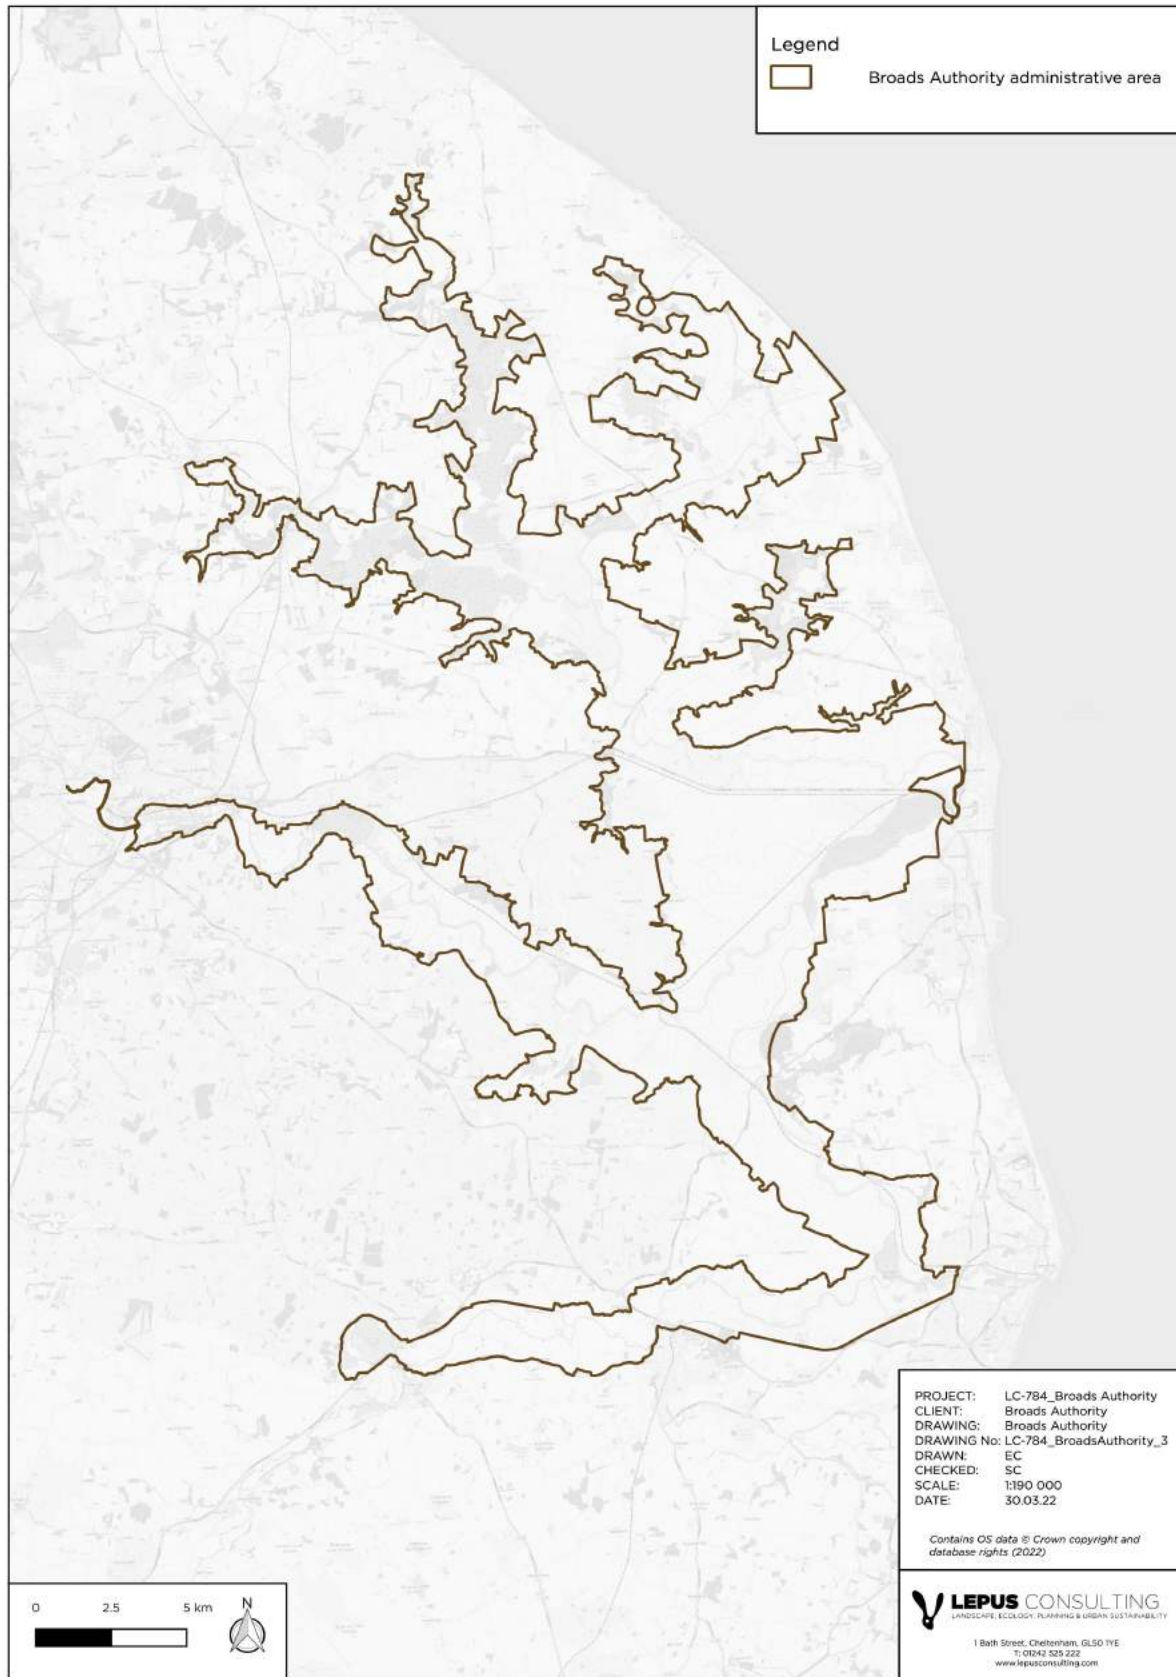 Legend
Broads Authority administrative area
PROJECT: LC-784_Broads Authority
CLIENT: Broads Authority
DRAWING: Broads Authority
DRAWING No: LC-784_BroadsAuthority_3
DRAWN: EC
CHECKED: SC
SCALE: 1:190 000
DATE: 30.03.22
Contains OS data © Crown copyright and
database rights (2022)
0 2.5 5 km N
LEPUS CONSULTING
LANDSCAPE, ECOLOGY, PLANNING & URBAN SUSTAINABILITY
1 Bath Street, Cheltenham, GL50 1YE
T: 01242 525 222
www.lepusconsulting.com